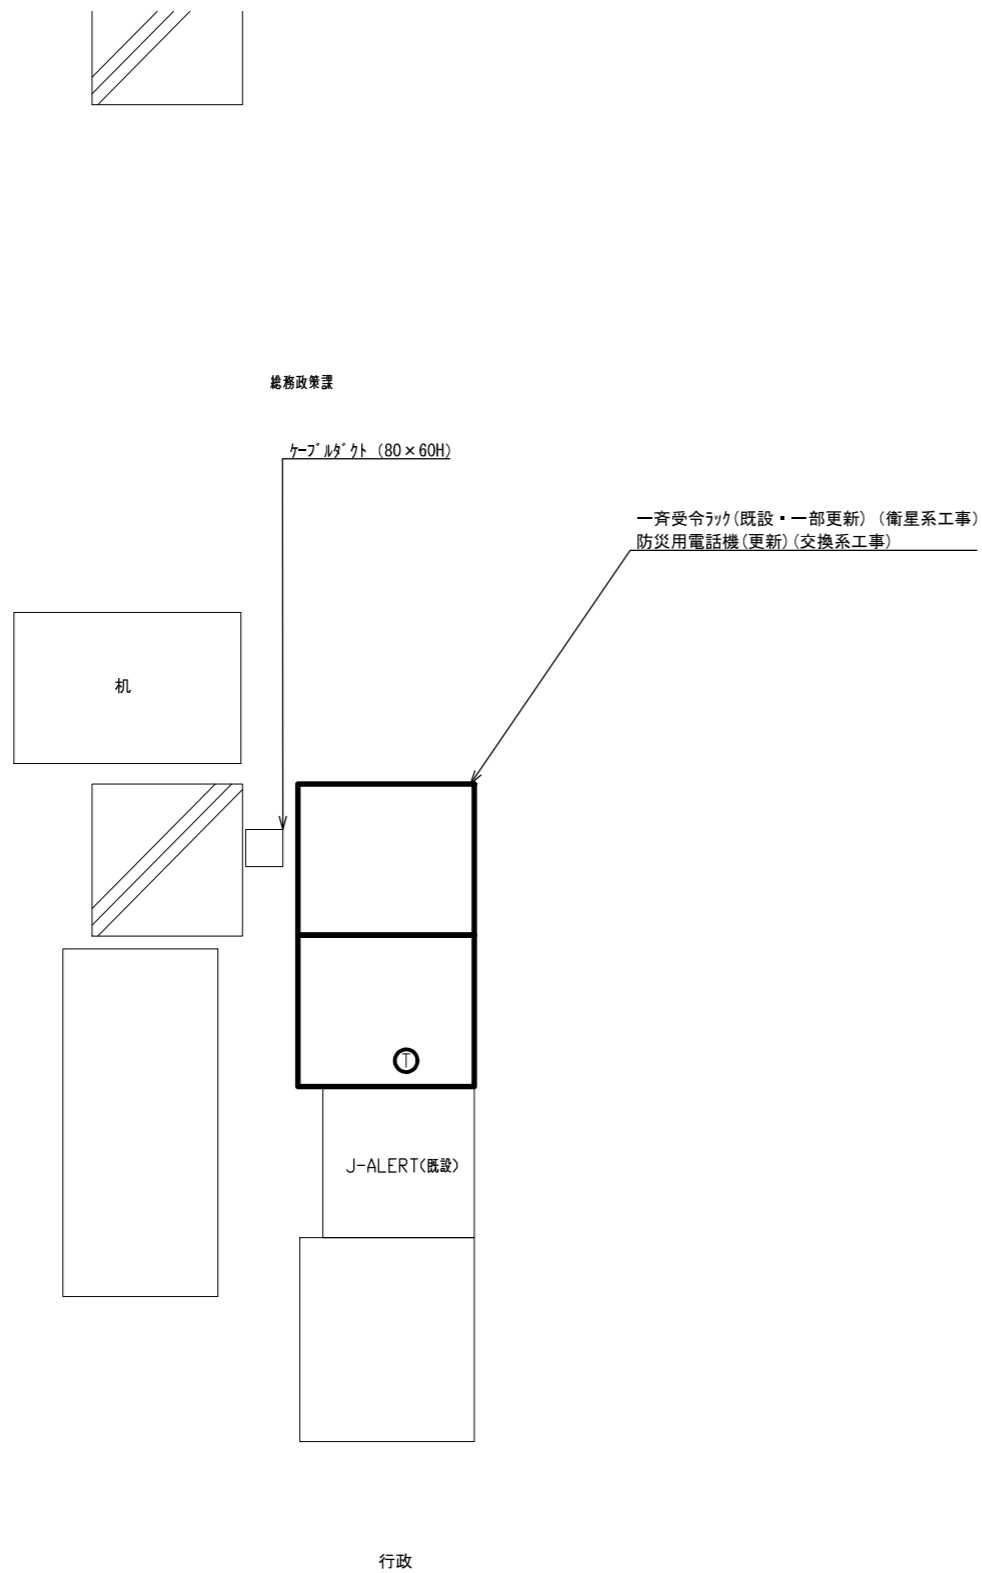 総務政策課
ｹｰﾌﾞﾙﾀﾞｸﾄ (80×60H)
一斉受令ﾗｯｸ(既設・一部更新) (衛星系工事)
防災用電話機(更新)(交換系工事)
机
T
J-ALERT(既設)
行政